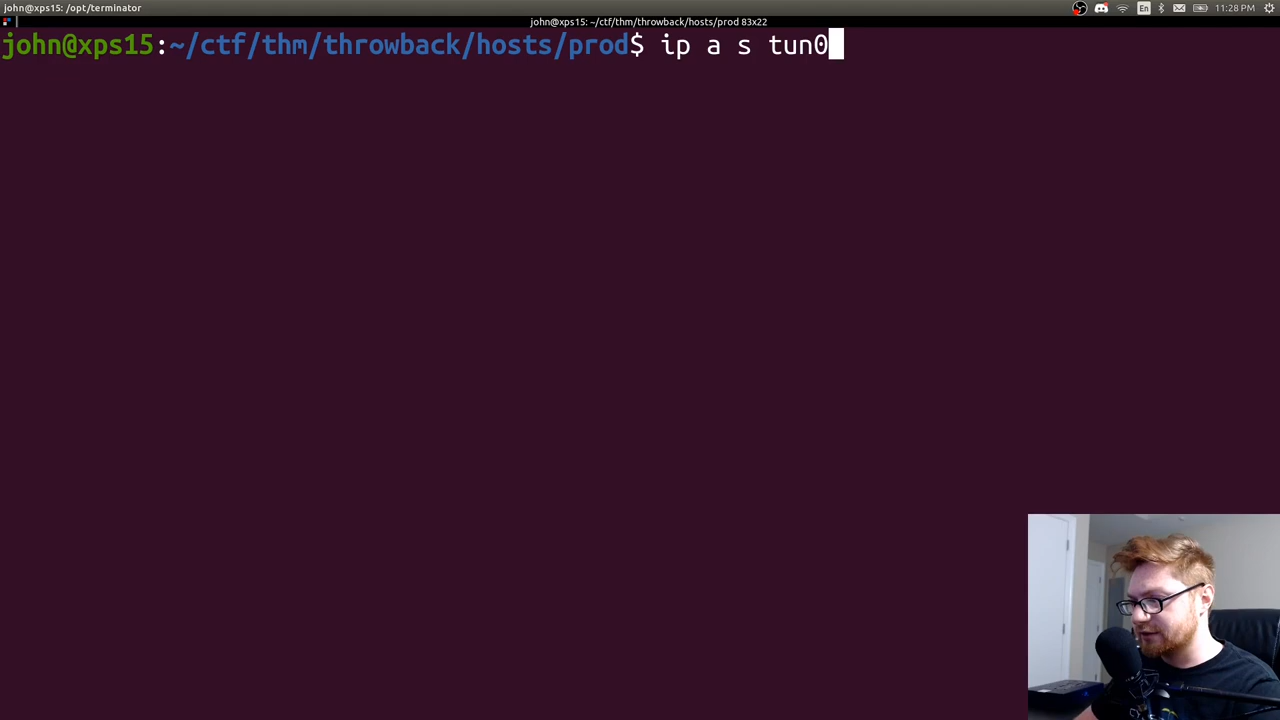 john@xps15: /opt/terminator
En
11:28 PM
john@xps15: ~/ctf/thm/throwback/hosts/prod 83x22
john@xps15:~/ctf/thm/throwback/hosts/prod$ ip a s tun0